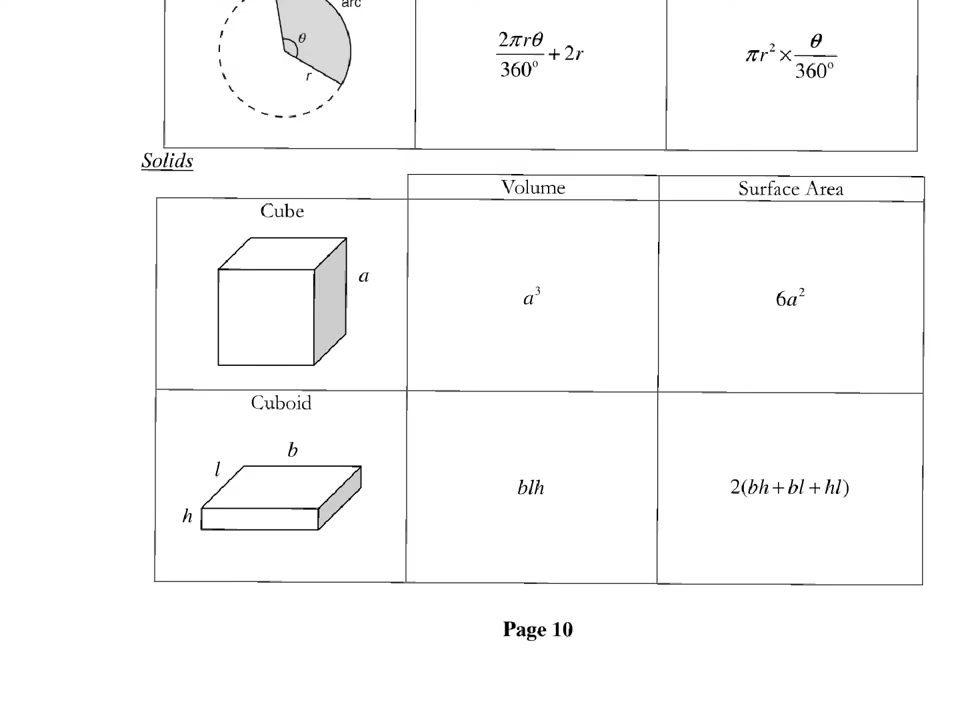 arc
θ
r
2πrθ/360° + 2r
πr² × θ/360°
Solids
Volume Surface Area
Cube
a
a³
6a²
Cuboid
b
l
h
blh
2(bh + bl + hl)
Page 10